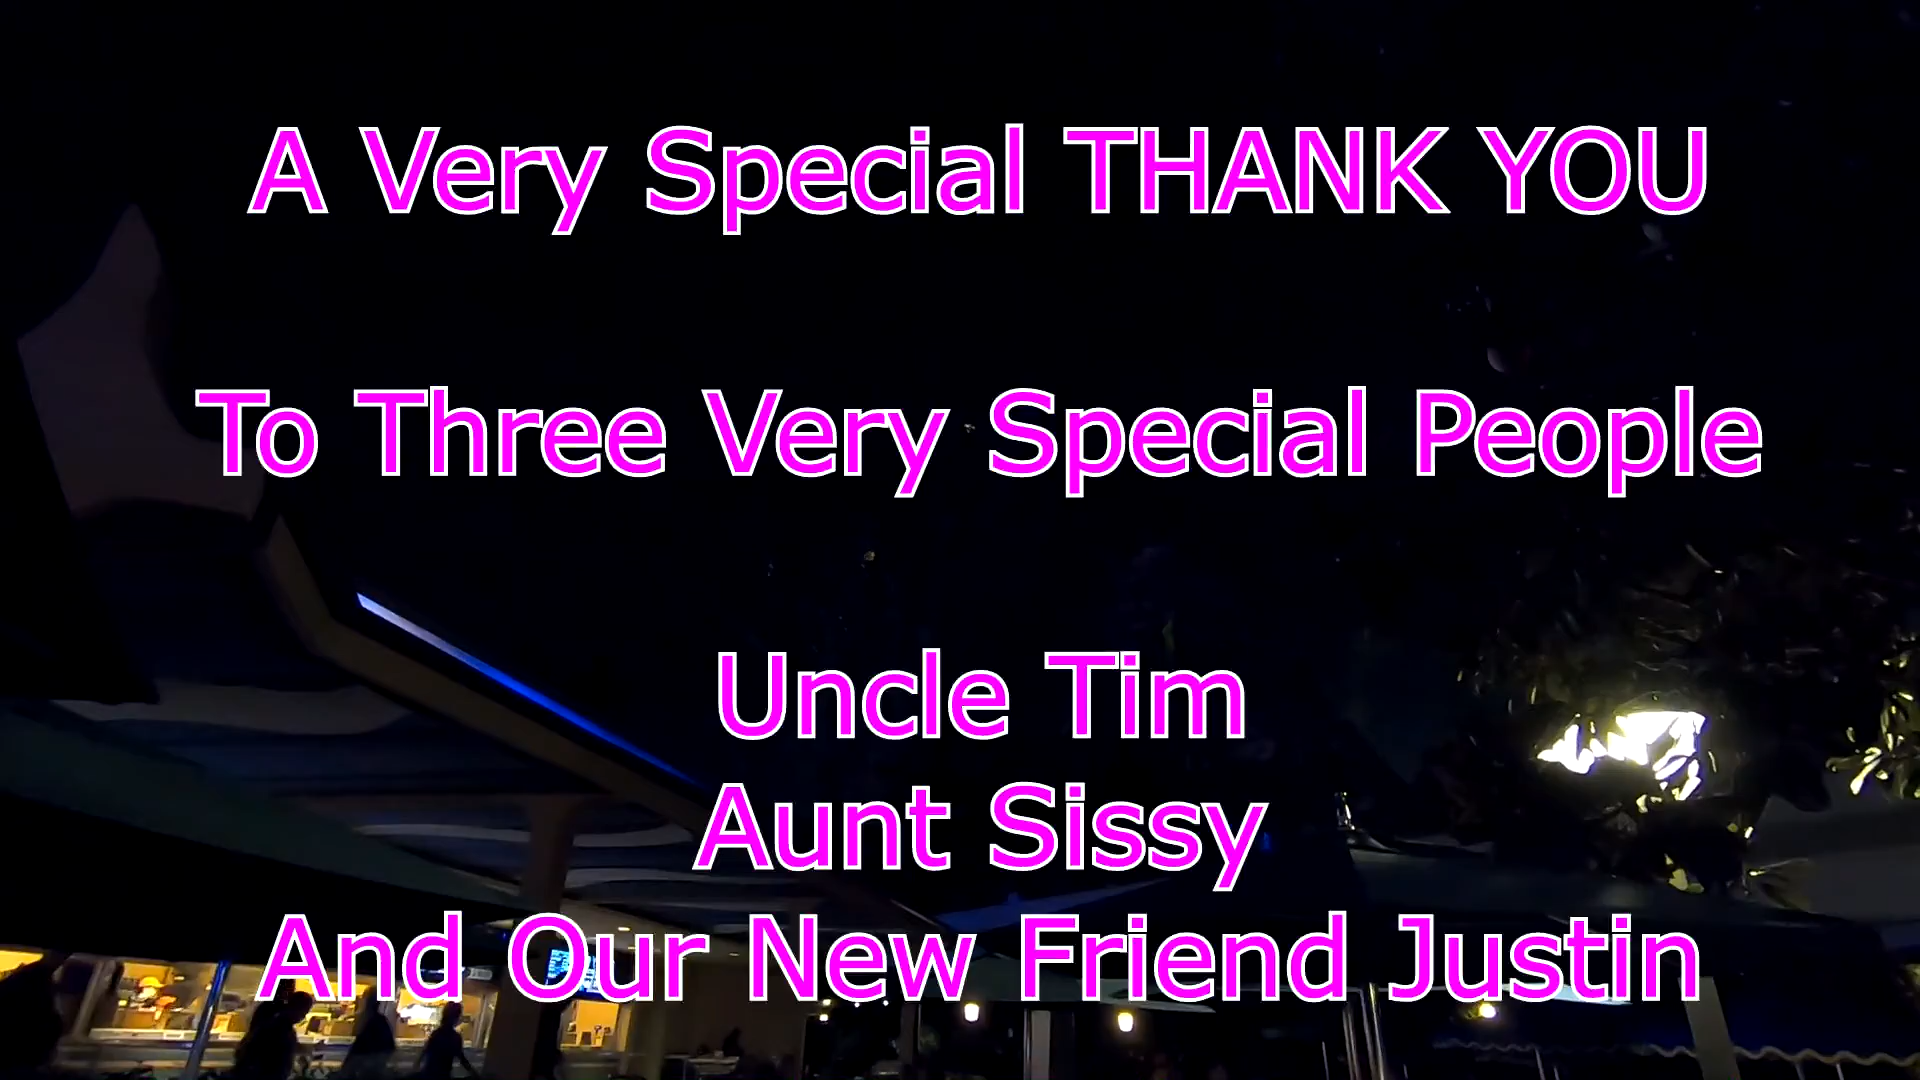 A Very Special THANK YOU
To Three Very Special People
Uncle Tim
Aunt Sissy
And Our New Friend Justin